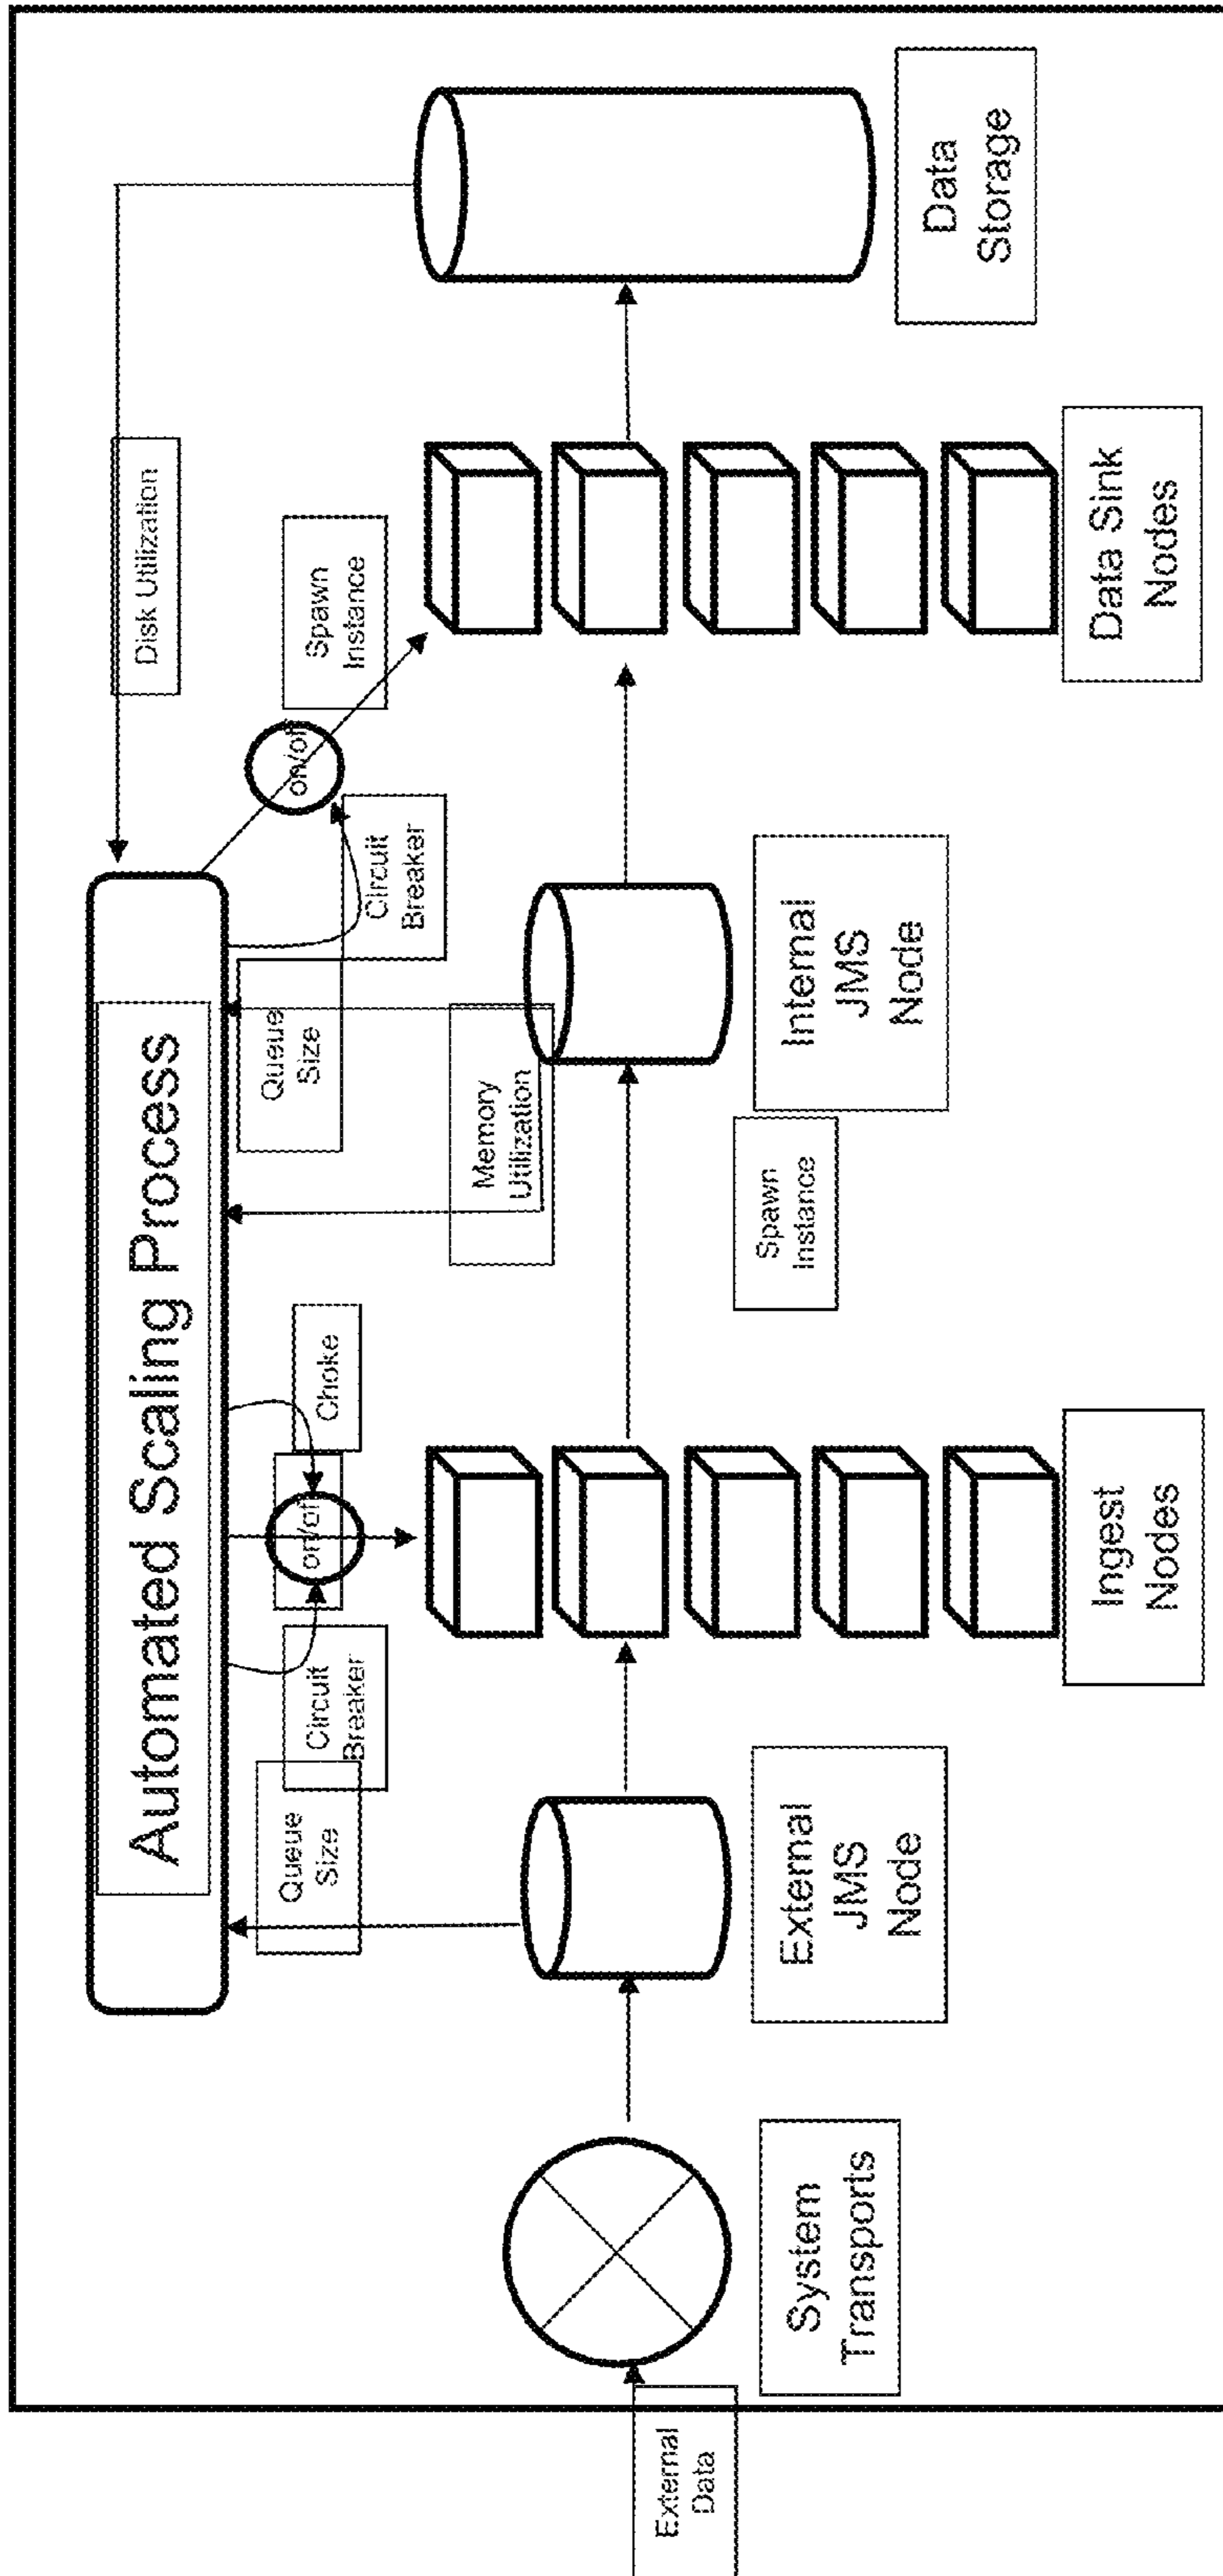 Automated Scaling Process
Disk Utilization
Queue
Size
Circuit
Breaker
on/off
Choke
Queue
Size
Circuit
Breaker
on/off
Spawn
Instance
Memory
Utilization
External
Data
System
Transports
External
JMS
Node
Ingest
Nodes
Spawn
Instance
Internal
JMS
Node
Data Sink
Nodes
Data
Storage